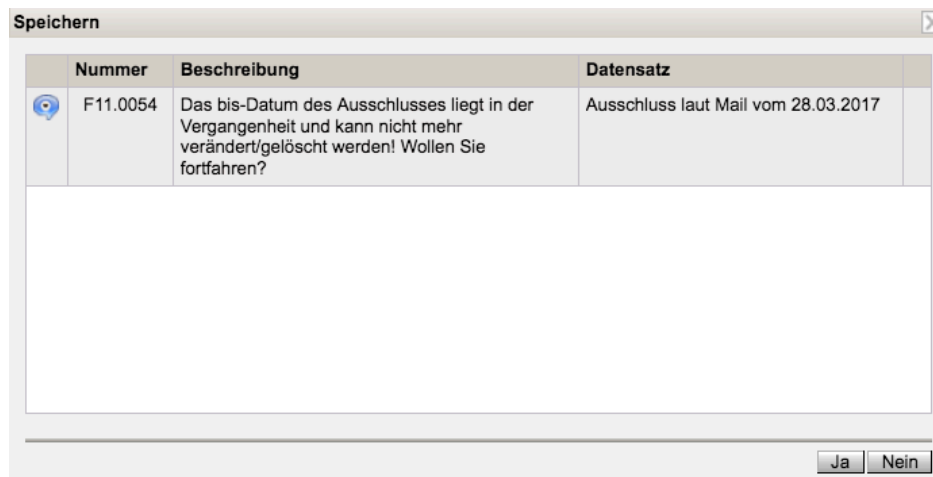 Speichern
Nummer Beschreibung Datensatz
F11.0054 Das bis-Datum des Ausschlusses liegt in der Ausschluss laut Mail vom 28.03.2017
Vergangenheit und kann nicht mehr
verändert/gelöscht werden! Wollen Sie
fortfahren?
Ja Nein